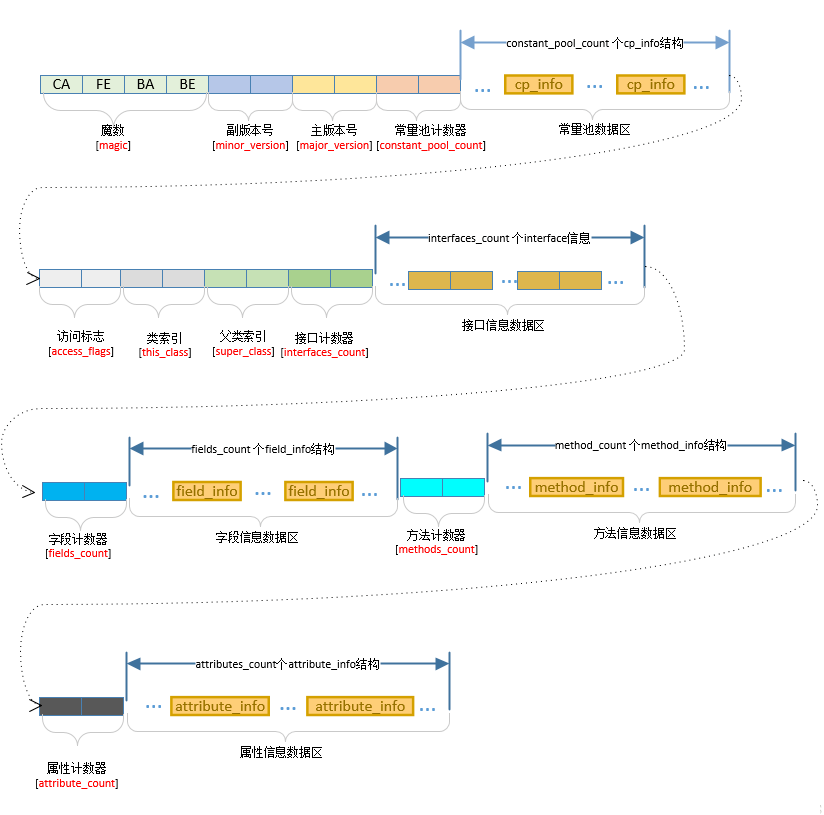 constant_pool_count 个cp_info结构
CA FE BA BE ... cp_info ... cp_info ...
魔数 副版本号 主版本号 常量池计数器 常量池数据区
[magic] [minor_version] [major_version] [constant_pool_count]
interfaces_count 个interface信息
... ... ...
访问标志 类索引 父类索引 接口计数器 接口信息数据区
[access_flags] [this_class] [super_class] [interfaces_count]
fields_count 个field_info结构 method_count 个method_info结构
... field_info ... field_info ... ... method_info ... method_info ...
字段计数器 字段信息数据区 方法计数器 方法信息数据区
[fields_count] [methods_count]
attributes_count个attribute_info结构
... attribute_info ... attribute_info ...
属性计数器 属性信息数据区
[attribute_count]